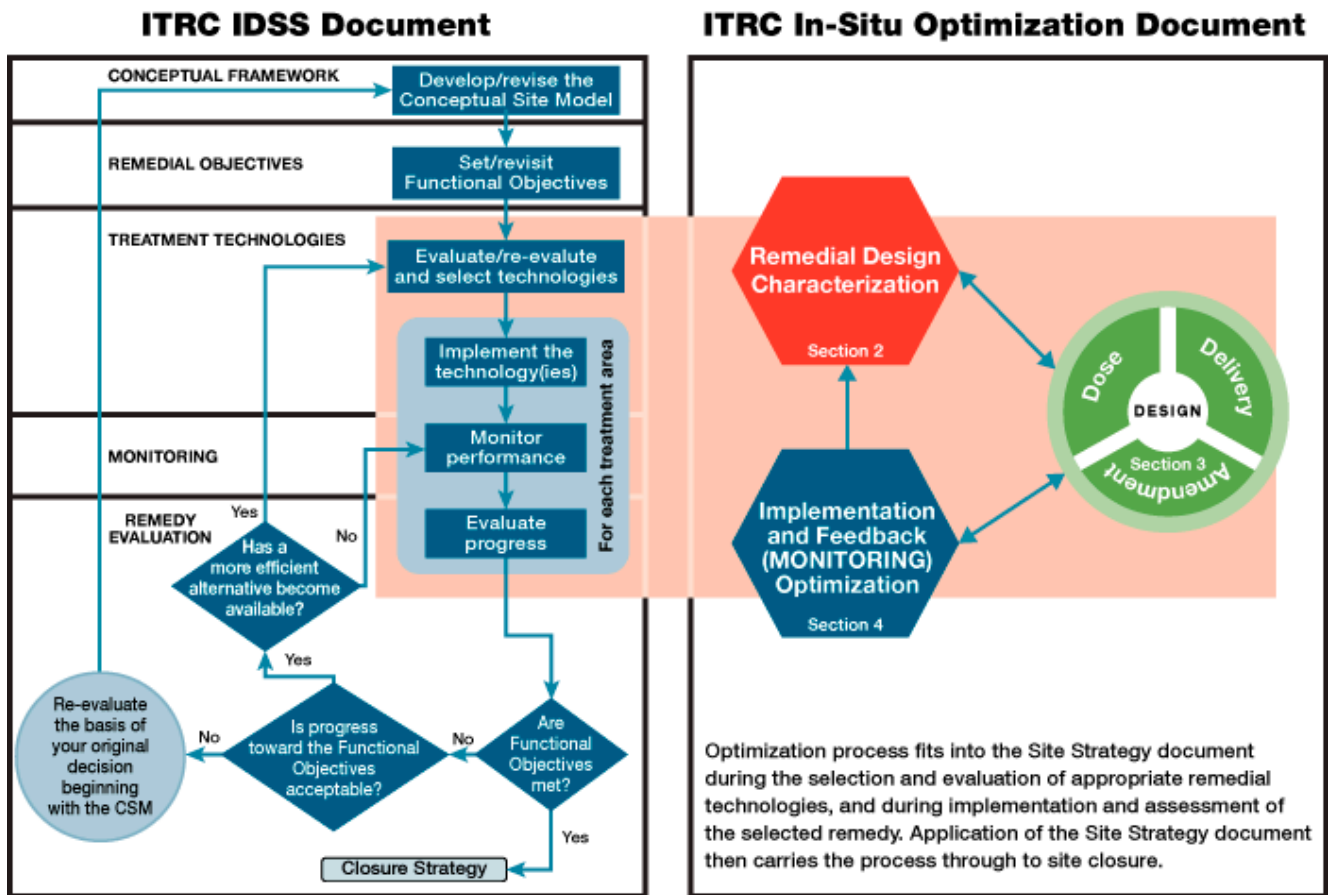 ITRC IDSS Document
CONCEPTUAL FRAMEWORK
Develop/revise the
Conceptual Site Model
REMEDIAL OBJECTIVES
Set/revisit
Functional Objectives
TREATMENT TECHNOLOGIES
Evaluate/re-evalute
and select technologies
Implement the
technology(ies)
For each treatment area
MONITORING
Monitor
performance
REMEDY
EVALUATION
Evaluate
progress
Yes
No
Has a
more efficient
alternative become
available?
Yes
Re-evaluate
the basis of
your original
decision
beginning
with the CSM
No
Is progress
toward the Functional
Objectives
acceptable?
No
Are
Functional
Objectives
met?
Yes
Closure Strategy
ITRC In-Situ Optimization Document
Remedial Design
Characterization
Section 2
Dose
Delivery
DESIGN
Section 3
Amendment
Implementation
and Feedback
(MONITORING)
Optimization
Section 4
Optimization process fits into the Site Strategy document
during the selection and evaluation of appropriate remedial
technologies, and during implementation and assessment of
the selected remedy. Application of the Site Strategy document
then carries the process through to site closure.